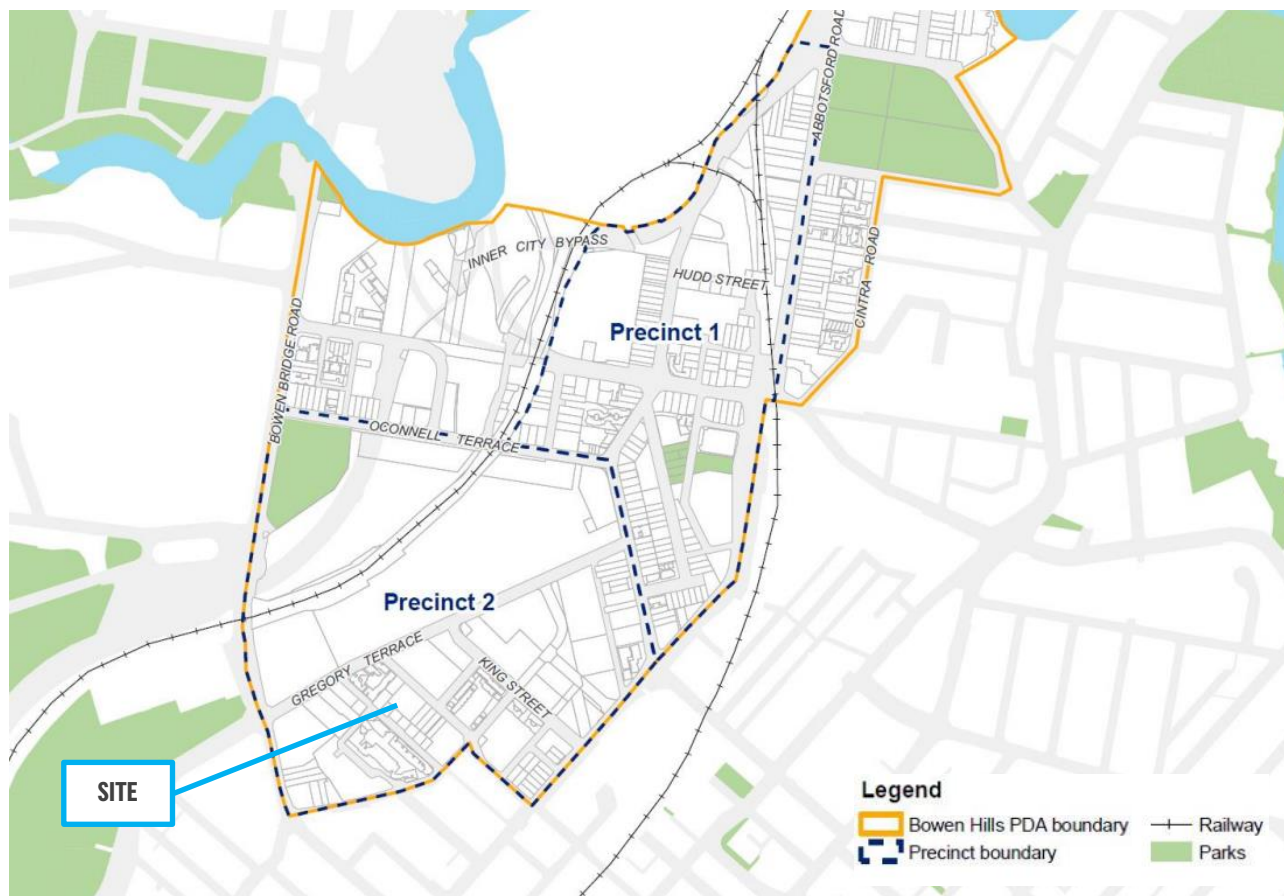 ABBOTSFORD ROAD
INNER CITY BYPASS
HUDD STREET
CINTRA ROAD
Precinct 1
BOWEN BRIDGE ROAD
OCONNELL TERRACE
Precinct 2
GREGORY TERRACE
KING STREET
SITE
Legend
Bowen Hills PDA boundary
Railway
Precinct boundary
Parks